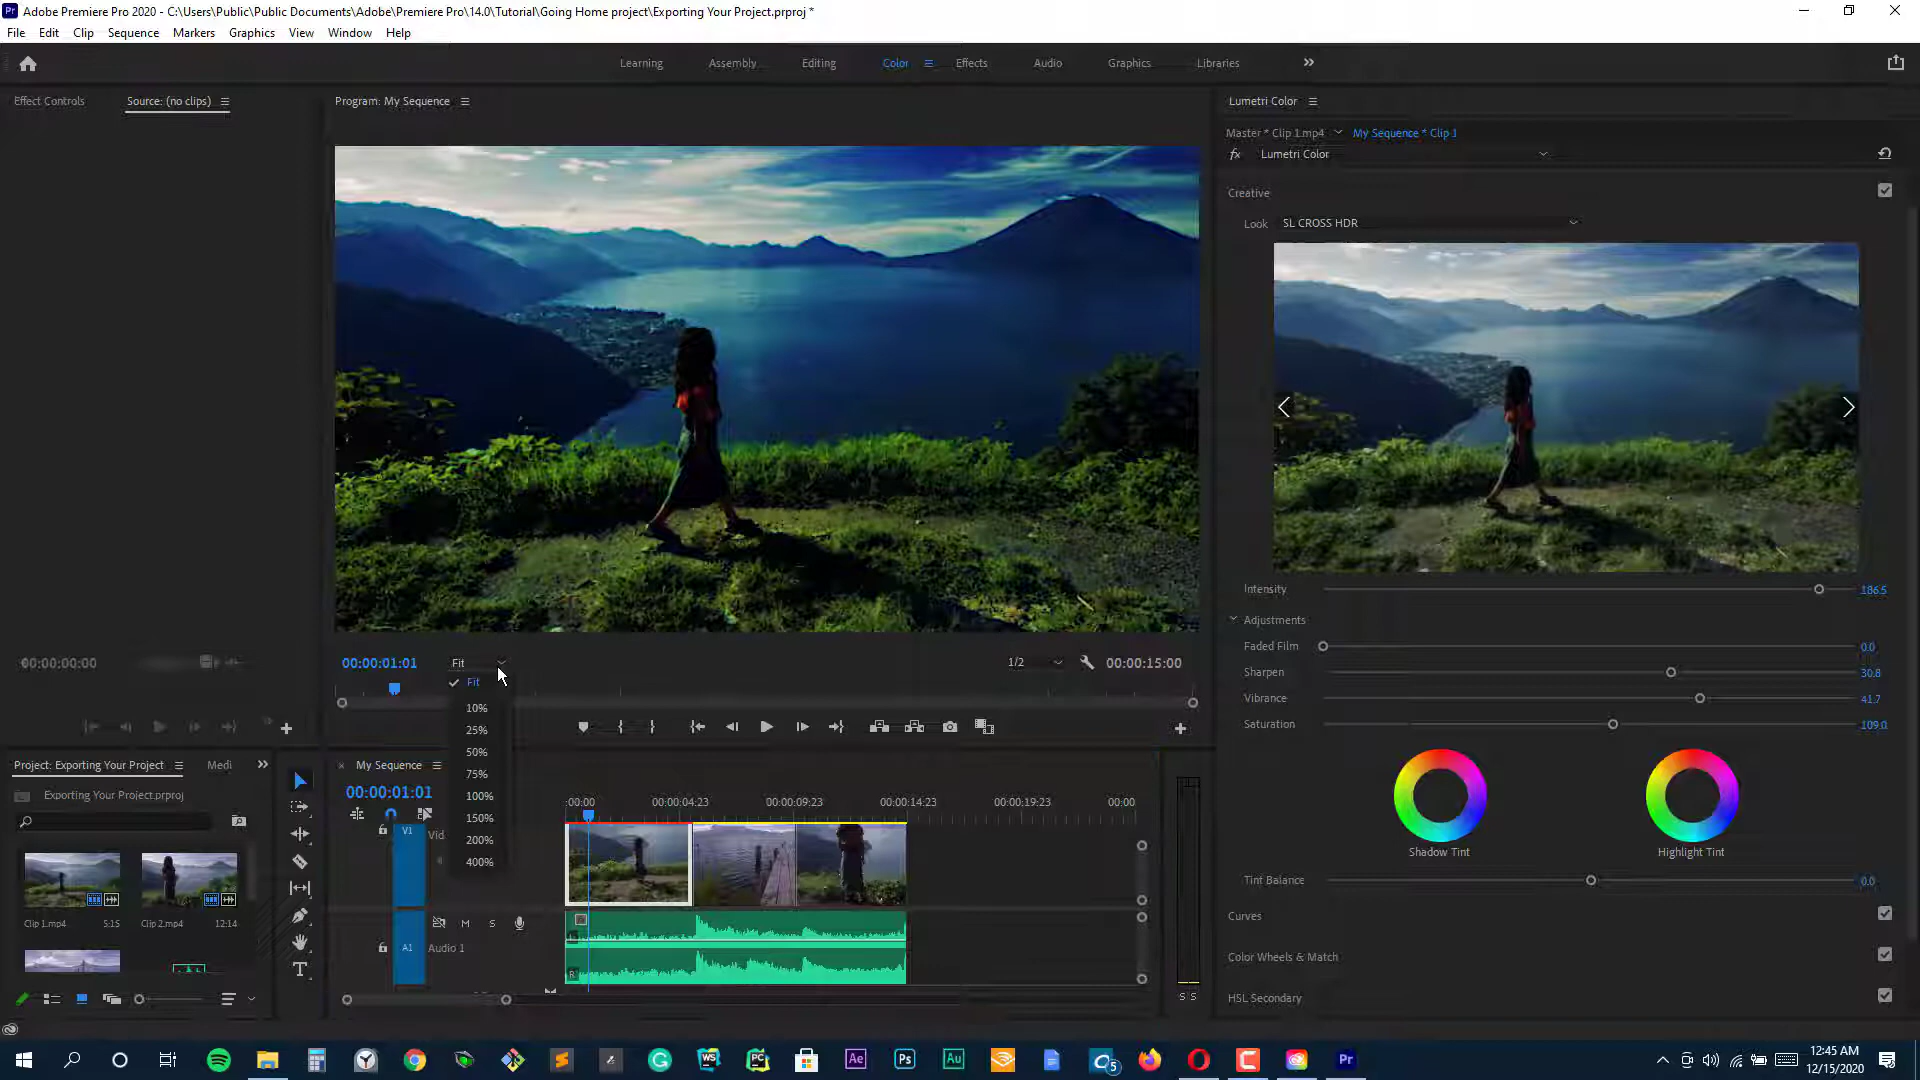 Adobe Premiere Pro 2020 - C:\Users\Public\Public Documents\Adobe\Premiere Pro\14.0\Tutorial\Going Home project\Exporting Your Project.prproj *
File Edit Clip Sequence Markers Graphics View Window Help
Learning Assembly Editing Color Effects Audio Graphics Libraries
Effect Controls Source: (no clips) Program: My Sequence Lumetri Color
Master * Clip 1.mp4 My Sequence * Clip 1
fx Lumetri Color
Creative
Look SL CROSS HDR
Intensity 186.5
Adjustments
Faded Film 0.0
Sharpen 30.8
Vibrance 41.7
Saturation 109.0
Shadow Tint Highlight Tint
Tint Balance 0.0
Curves
Color Wheels & Match
HSL Secondary
00:00:00:00 00:00:01:01 Fit 1/2 00:00:15:00
Fit
10%
25%
50%
75%
100%
150%
200%
400%
Project: Exporting Your Project Medi
Exporting Your Project.prproj
Clip 1.mp4 5:15 Clip 2.mp4 12:14
My Sequence
00:00:01:01
:00:00 00:00:04:23 00:00:09:23 00:00:14:23 00:00:19:23 00:00
V1 Vid
M S
A1 Audio 1
R
S S
Ae Ps Au Pr
WS PC
5
12:45 AM
12/15/2020